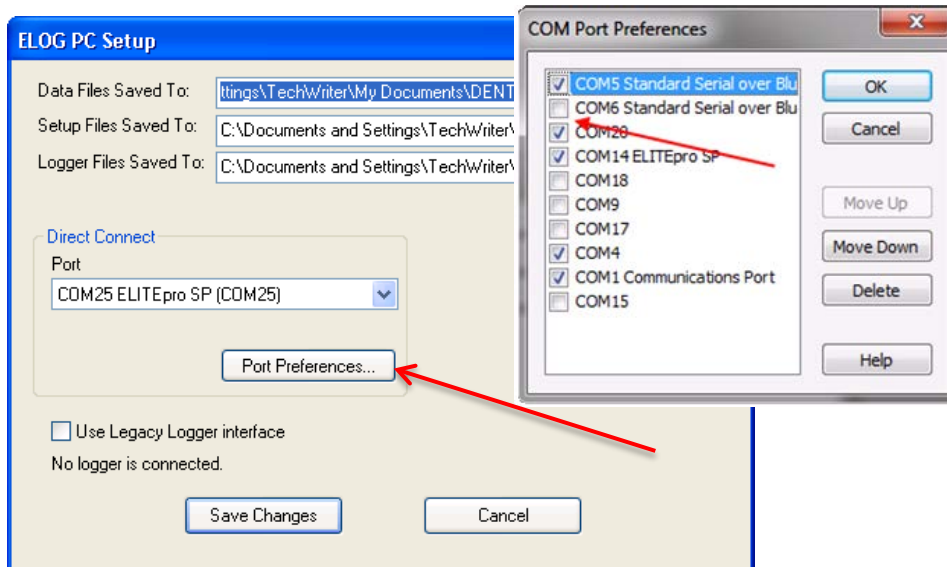 ELOG PC Setup
Data Files Saved To:
ttings\TechWriter\My Documents\DENT
Setup Files Saved To:
C:\Documents and Settings\TechWriter\
Logger Files Saved To:
C:\Documents and Settings\TechWriter\
Direct Connect
Port
COM25 ELITEpro SP (COM25)
Port Preferences...
Use Legacy Logger interface
No logger is connected.
Save Changes
Cancel
COM Port Preferences
COM5 Standard Serial over Blu
COM6 Standard Serial over Blu
COM20
COM14 ELITEpro SP
COM18
COM9
COM17
COM4
COM1 Communications Port
COM15
OK
Cancel
Move Up
Move Down
Delete
Help